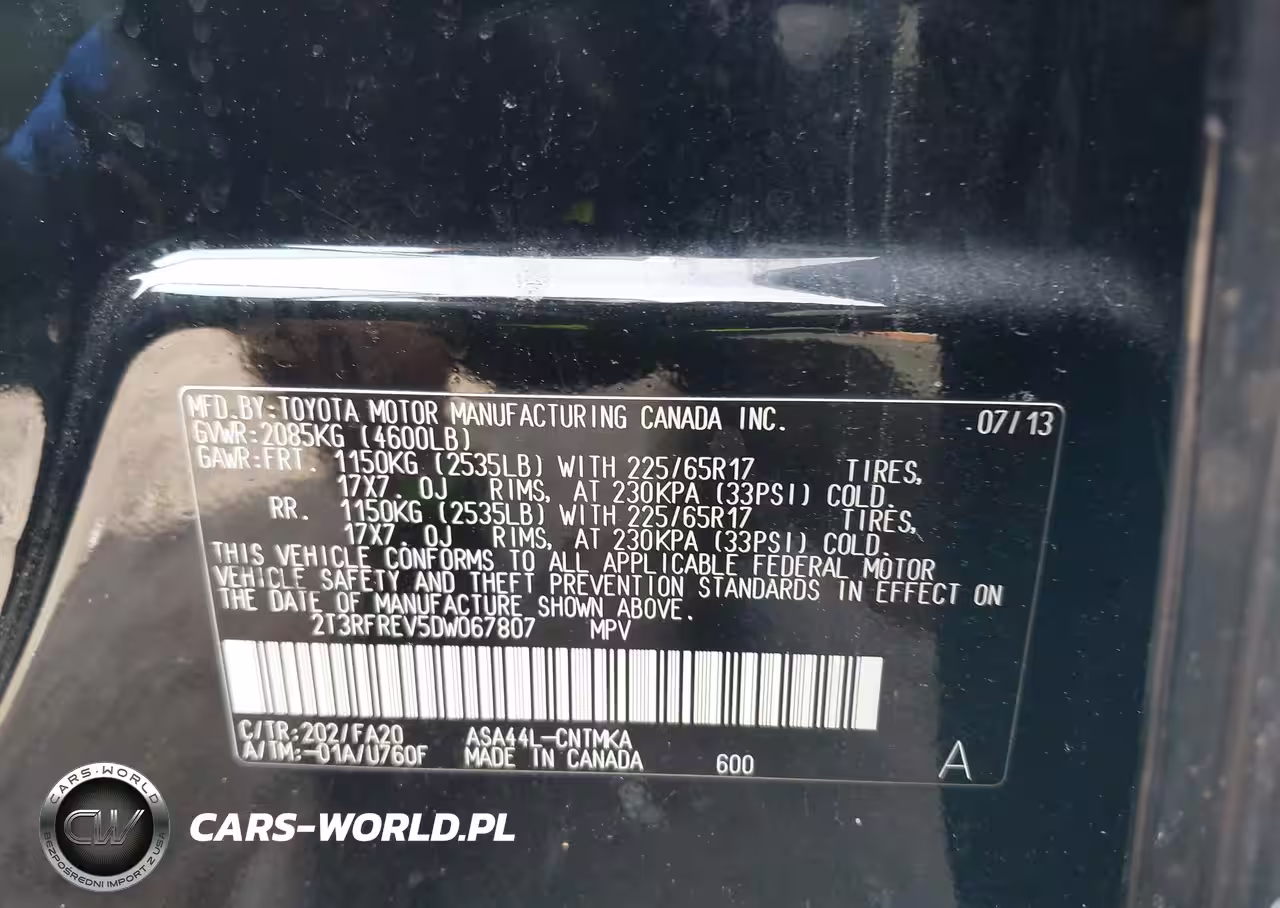 MFD.BY:TOYOTA MOTOR MANUFACTURING CANADA INC. 07/13
GVWR:2085KG (4600LB)
GAWR:FRT. 1150KG (2535LB) WITH 225/65R17 TIRES,
17X7. 0J RIMS, AT 230KPA (33PSI) COLD.
RR. 1150KG (2535LB) WITH 225/65R17 TIRES,
17X7. 0J RIMS, AT 230KPA (33PSI) COLD.
THIS VEHICLE CONFORMS TO ALL APPLICABLE FEDERAL MOTOR
VEHICLE SAFETY AND THEFT PREVENTION STANDARDS IN EFFECT ON
THE DATE OF MANUFACTURE SHOWN ABOVE.
2T3RFREV5DW067807 MPV
C/TR:202/FA20 ASA44L-CNTMKA
A/TM:-01A/U760F MADE IN CANADA 600 A
CARS-WORLD
CW
BEZPOŚREDNI IMPORT Z USA
CARS-WORLD.PL